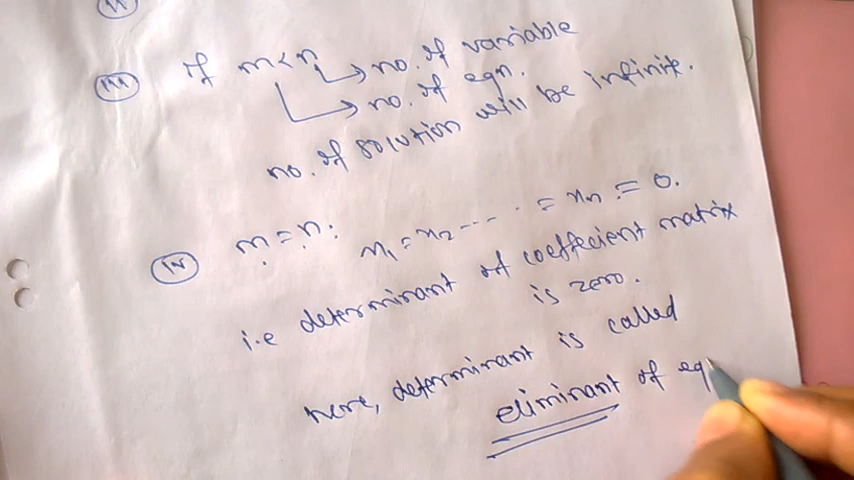 (iii) If m < n → no. of variable
→ no. of eqn.
no. of solution will be infinite.
(iv) m = n: x₁ = x₂ ---- = xₙ = 0.
i.e determinant of coefficient matrix
is zero.
here, determinant is called
eliminant of eq